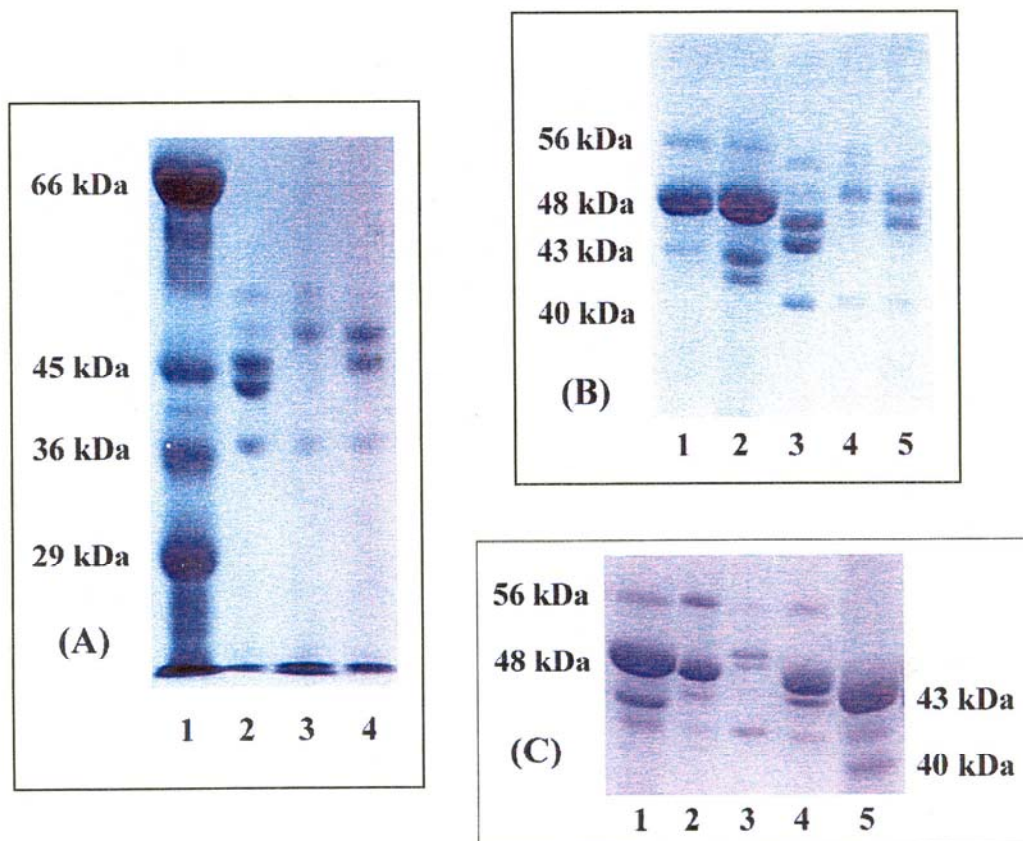 66 kDa
45 kDa
36 kDa
29 kDa
(A)
1 2 3 4
56 kDa
48 kDa
43 kDa
40 kDa
(B)
1 2 3 4 5
56 kDa
48 kDa
43 kDa
40 kDa
(C)
1 2 3 4 5